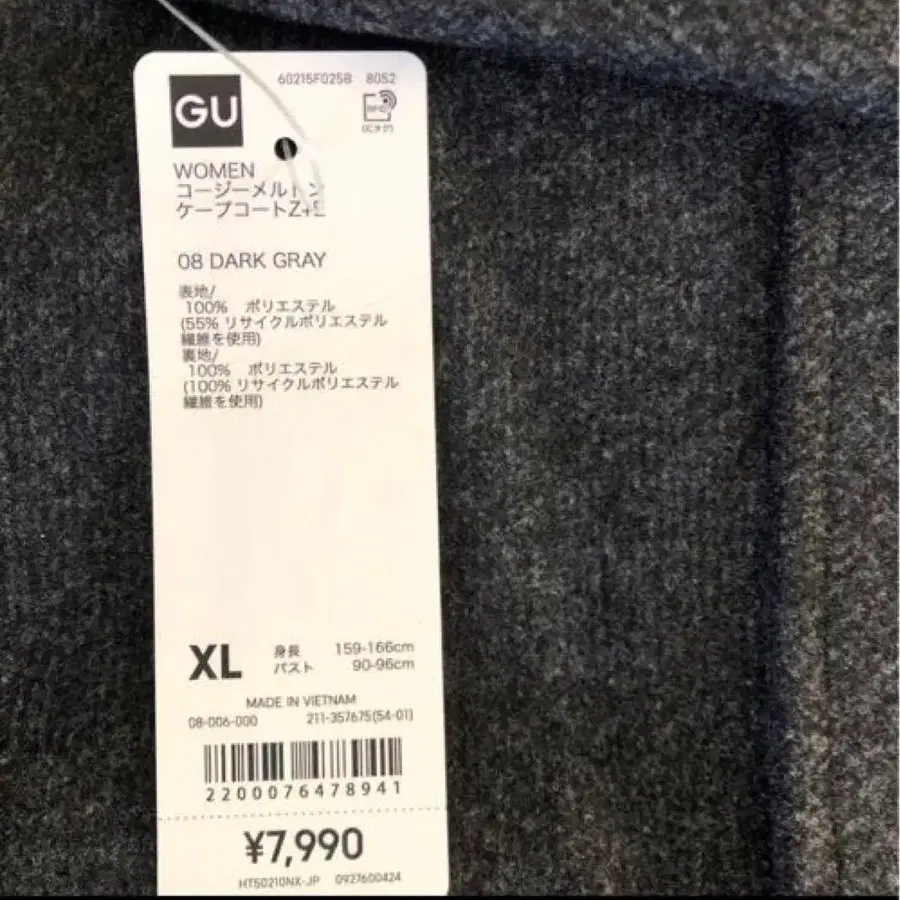 60215F025B 80S2
GU
RFID
(ICタグ)
WOMEN
コージーメルトン
ケープコートZ+E
08 DARK GRAY
表地/
100% ポリエステル
(55% リサイクルポリエステル
繊維を使用)
裏地/
100% ポリエステル
(100% リサイクルポリエステル
繊維を使用)
XL
身長 159-166cm
バスト 90-96cm
MADE IN VIETNAM
08-006-000 211-357675(54-01)
2200076478941
¥7,990
HT50210NX-JP 0927600424